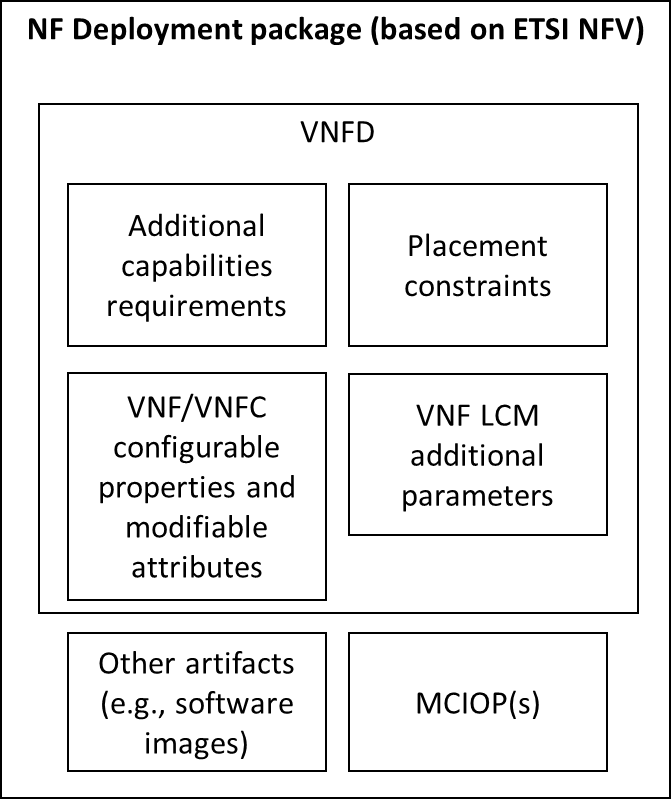 NF Deployment package (based on ETSI NFV)
VNFD
Additional
capabilities
requirements
Placement
constraints
VNF/VNFC
configurable
properties and
modifiable
attributes
VNF LCM
additional
parameters
Other artifacts
(e.g., software
images)
MCIOP(s)